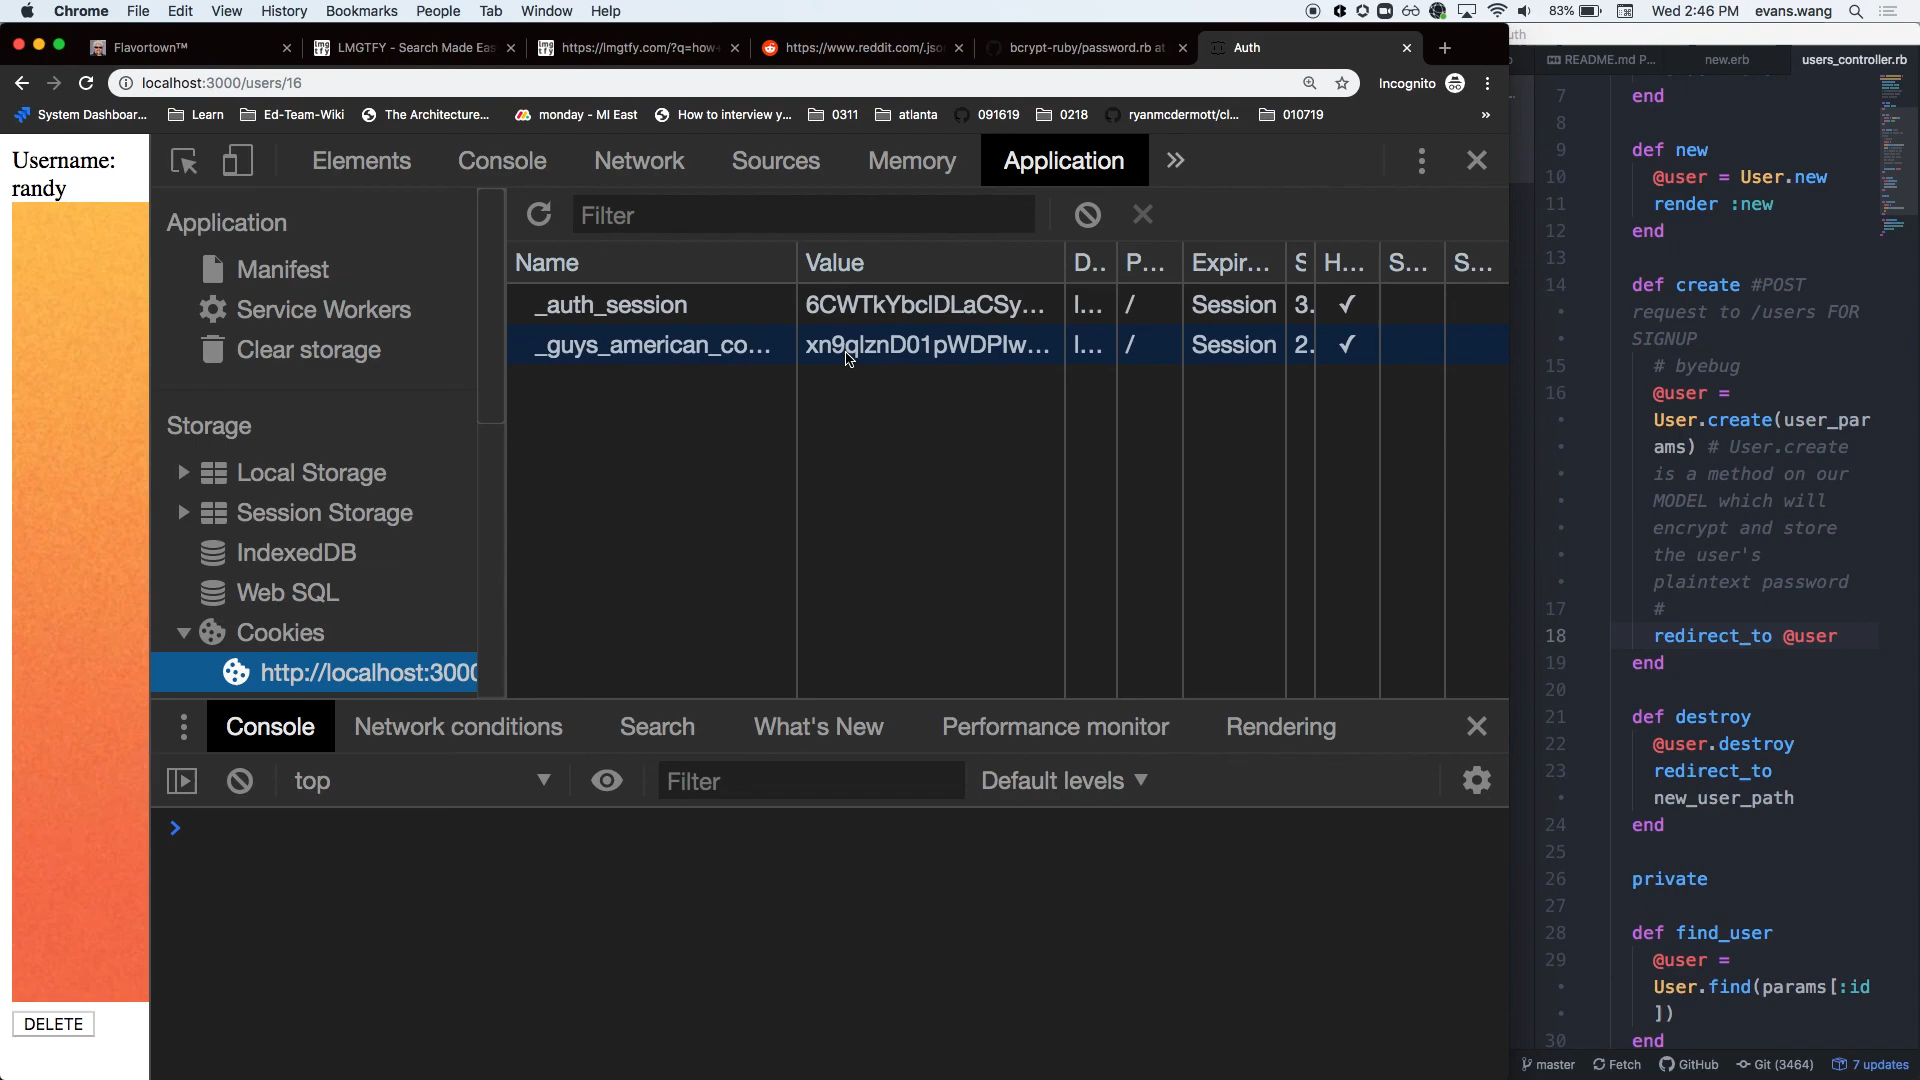 Chrome File Edit View History Bookmarks People Tab Window Help 83% Wed 2:46 PM evans.wang
Flavortown™ LMGTFY - Search Made Eas https://lmgtfy.com/?q=how+ https://www.reddit.com/.jso bcrypt-ruby/password.rb at Auth
localhost:3000/users/16 Incognito
System Dashboar... Learn Ed-Team-Wiki The Architecture... monday - MI East How to interview y... 0311 atlanta 091619 0218 ryanmcdermott/cl... 010719 »
Username:
randy
DELETE
Elements Console Network Sources Memory Application »
Application
Manifest
Service Workers
Clear storage
Storage
Local Storage
Session Storage
IndexedDB
Web SQL
Cookies
http://localhost:3000
Filter
Name Value D.. P... Expir... S H... S... S...
_auth_session 6CWTkYbclDLaCSy... l... / Session 3. ✓
_guys_american_co... xn9qlznD01pWDPlw... l... / Session 2. ✓
Console Network conditions Search What's New Performance monitor Rendering
top Filter Default levels
>
README.md P... new.erb users_controller.rb
7 end
8
9 def new
10 @user = User.new
11 render :new
12 end
13
14 def create #POST
request to /users FOR
SIGNUP
15 # byebug
16 @user =
User.create(user_par
ams) # User.create
is a method on our
MODEL which will
encrypt and store
the user's
plaintext password
17 #
18 redirect_to @user
19 end
20
21 def destroy
22 @user.destroy
23 redirect_to
new_user_path
24 end
25
26 private
27
28 def find_user
29 @user =
User.find(params[:id
])
30 end
master Fetch GitHub Git (3464) 7 updates